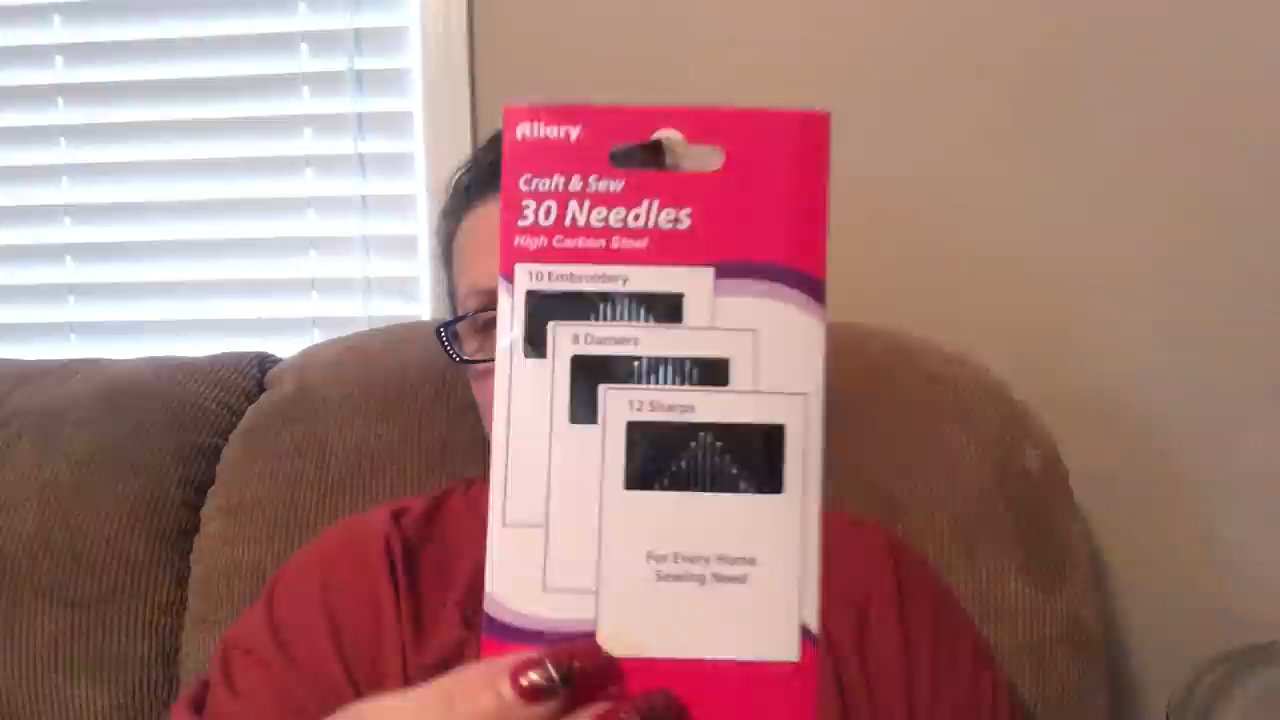 Allary
Craft & Sew
30 Needles
High Carbon Steel
10 Embroidery
8 Darners
12 Sharps
For Every Home
Sewing Need